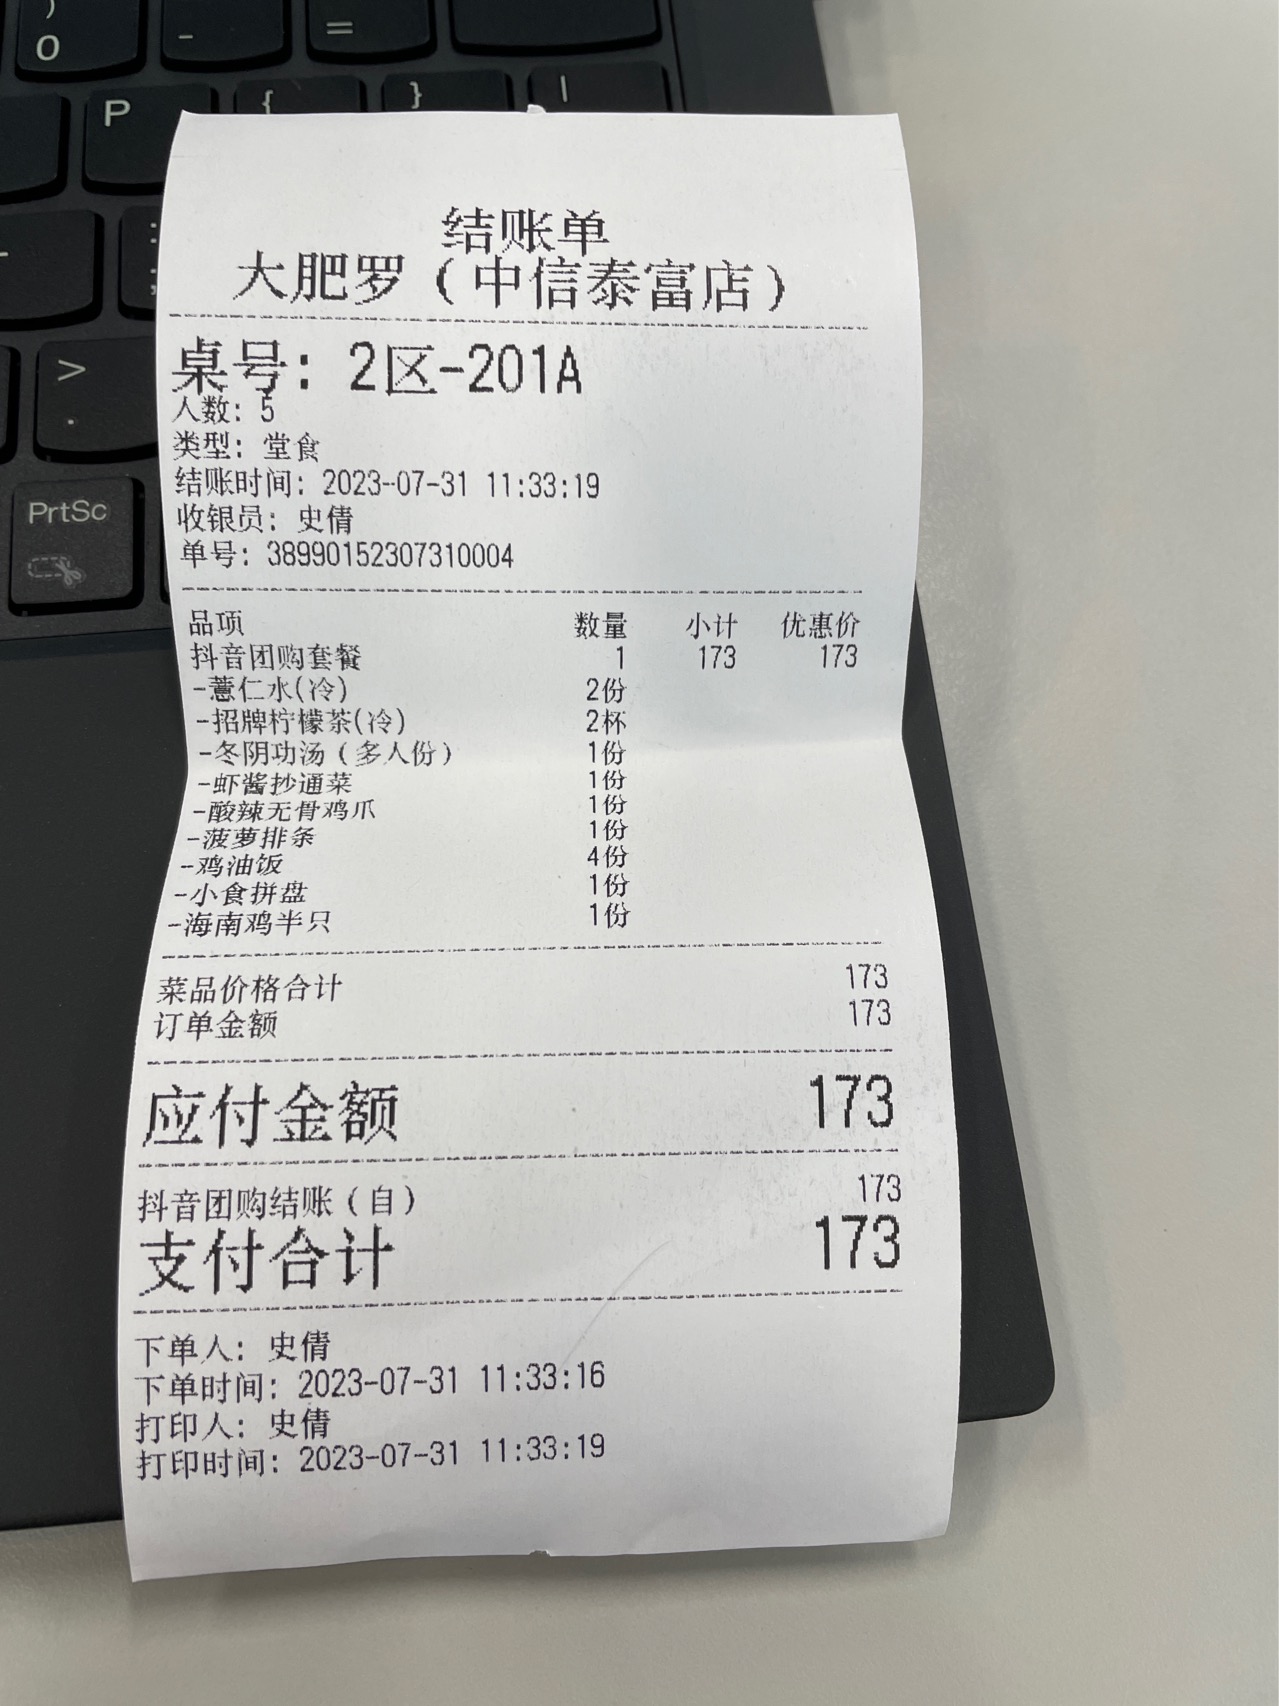 ) 0
- =
P { } |
结账单
大肥罗（中信泰富店）
桌号：2区-201A
> .
人数：5
类型：堂食
结账时间：2023-07-31 11:33:19
PrtSc
收银员：史倩
单号：38990152307310004
品项 数量 小计 优惠价
抖音团购套餐 1 173 173
-薏仁水(冷) 2份
-招牌柠檬茶(冷) 2杯
-冬阴功汤（多人份） 1份
-虾酱抄通菜 1份
-酸辣无骨鸡爪 1份
-菠萝排条 1份
-鸡油饭 4份
-小食拼盘 1份
-海南鸡半只 1份
菜品价格合计 173
订单金额 173
应付金额 173
抖音团购结账（自） 173
支付合计 173
下单人：史倩
下单时间：2023-07-31 11:33:16
打印人：史倩
打印时间：2023-07-31 11:33:19